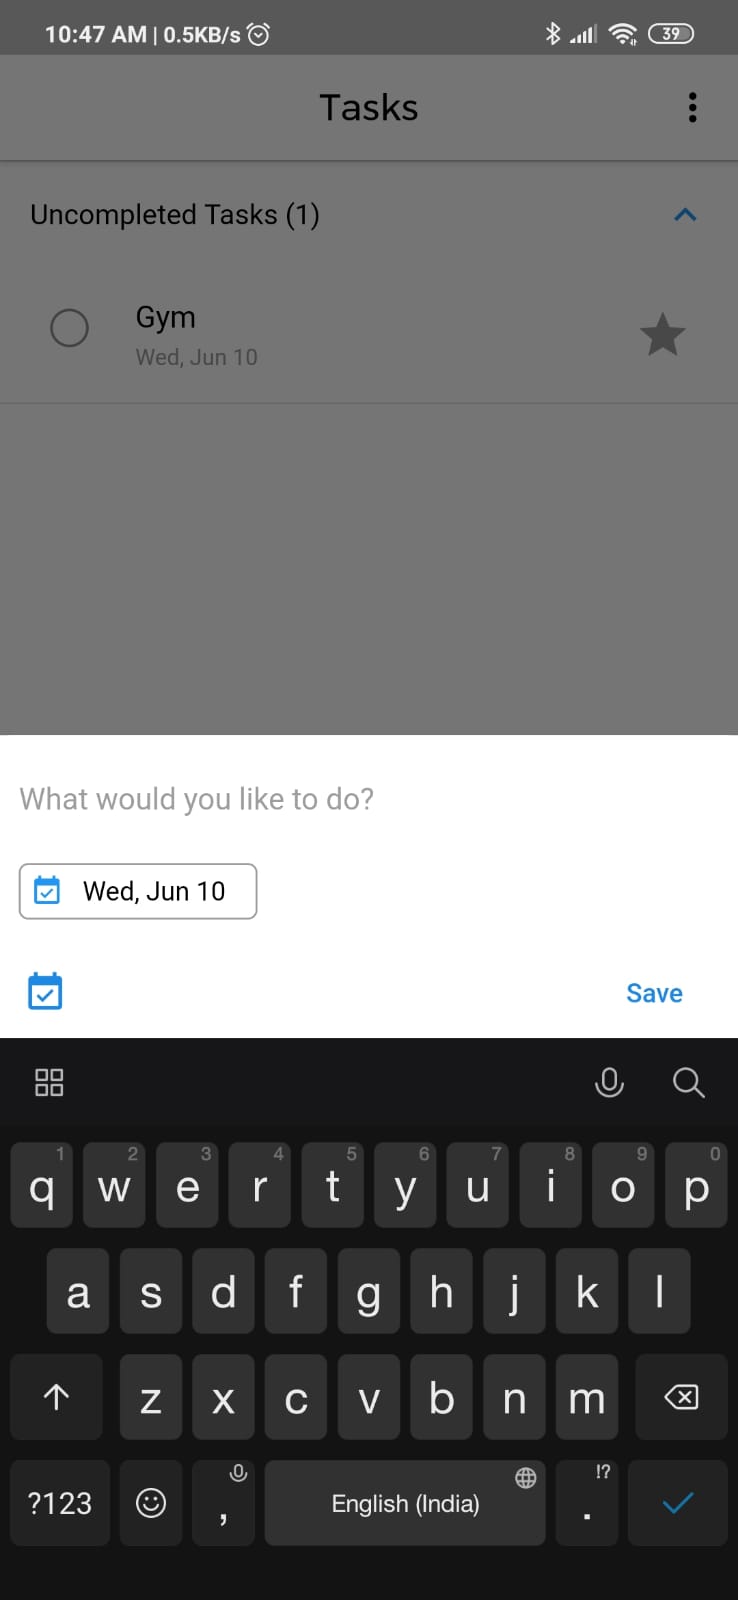 10:47 AM | 0.5KB/s 39
Tasks
Uncompleted Tasks (1)
Gym
Wed, Jun 10
What would you like to do?
Wed, Jun 10
Save
1 2 3 4 5 6 7 8 9 0
q w e r t y u i o p
a s d f g h j k l
z x c v b n m
!?
?123 , English (India) .